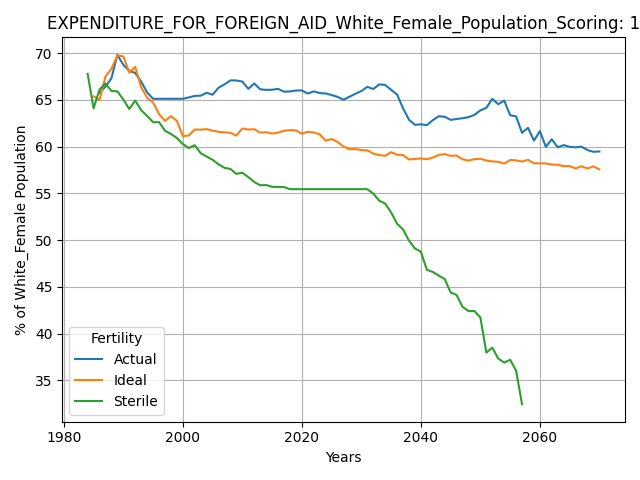 EXPENDITURE_FOR_FOREIGN_AID_White_Female_Population_Scoring: 1
% of White_Female Population
70
65
60
55
50
45
40
35
Fertility
Actual
Ideal
Sterile
1980 2000 2020 2040 2060
Years